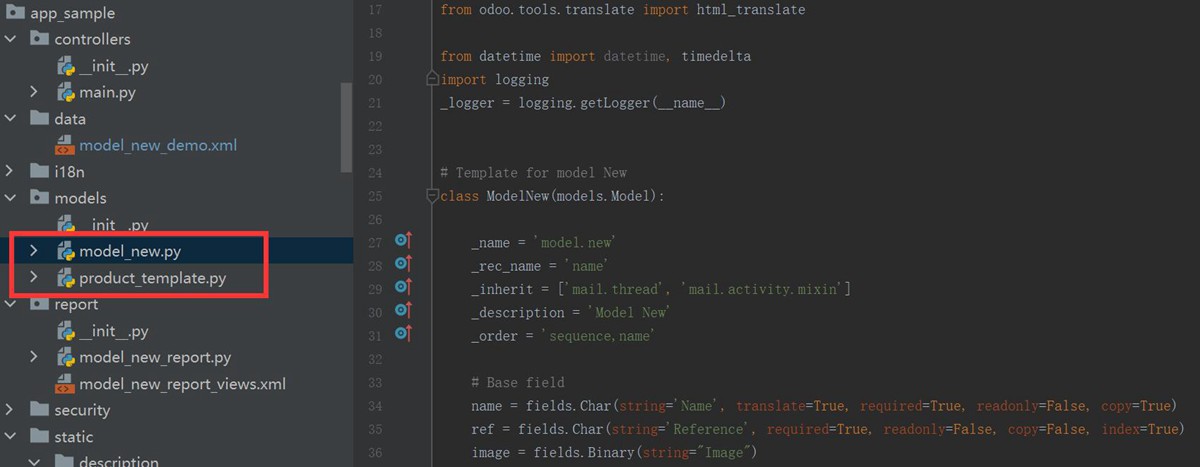 app_sample
controllers
__init__.py
main.py
data
model_new_demo.xml
i18n
models
__init__.py
model_new.py
product_template.py
report
__init__.py
model_new_report.py
model_new_report_views.xml
security
static
description
17 from odoo.tools.translate import html_translate
18
19 from datetime import datetime, timedelta
20 import logging
21 _logger = logging.getLogger(__name__)
22
23
24 # Template for model New
25 class ModelNew(models.Model):
26
27 _name = 'model.new'
28 _rec_name = 'name'
29 _inherit = ['mail.thread', 'mail.activity.mixin']
30 _description = 'Model New'
31 _order = 'sequence,name'
32
33 # Base field
34 name = fields.Char(string='Name', translate=True, required=True, readonly=False, copy=True)
35 ref = fields.Char(string='Reference', required=True, readonly=False, copy=False, index=True)
36 image = fields.Binary(string="Image")